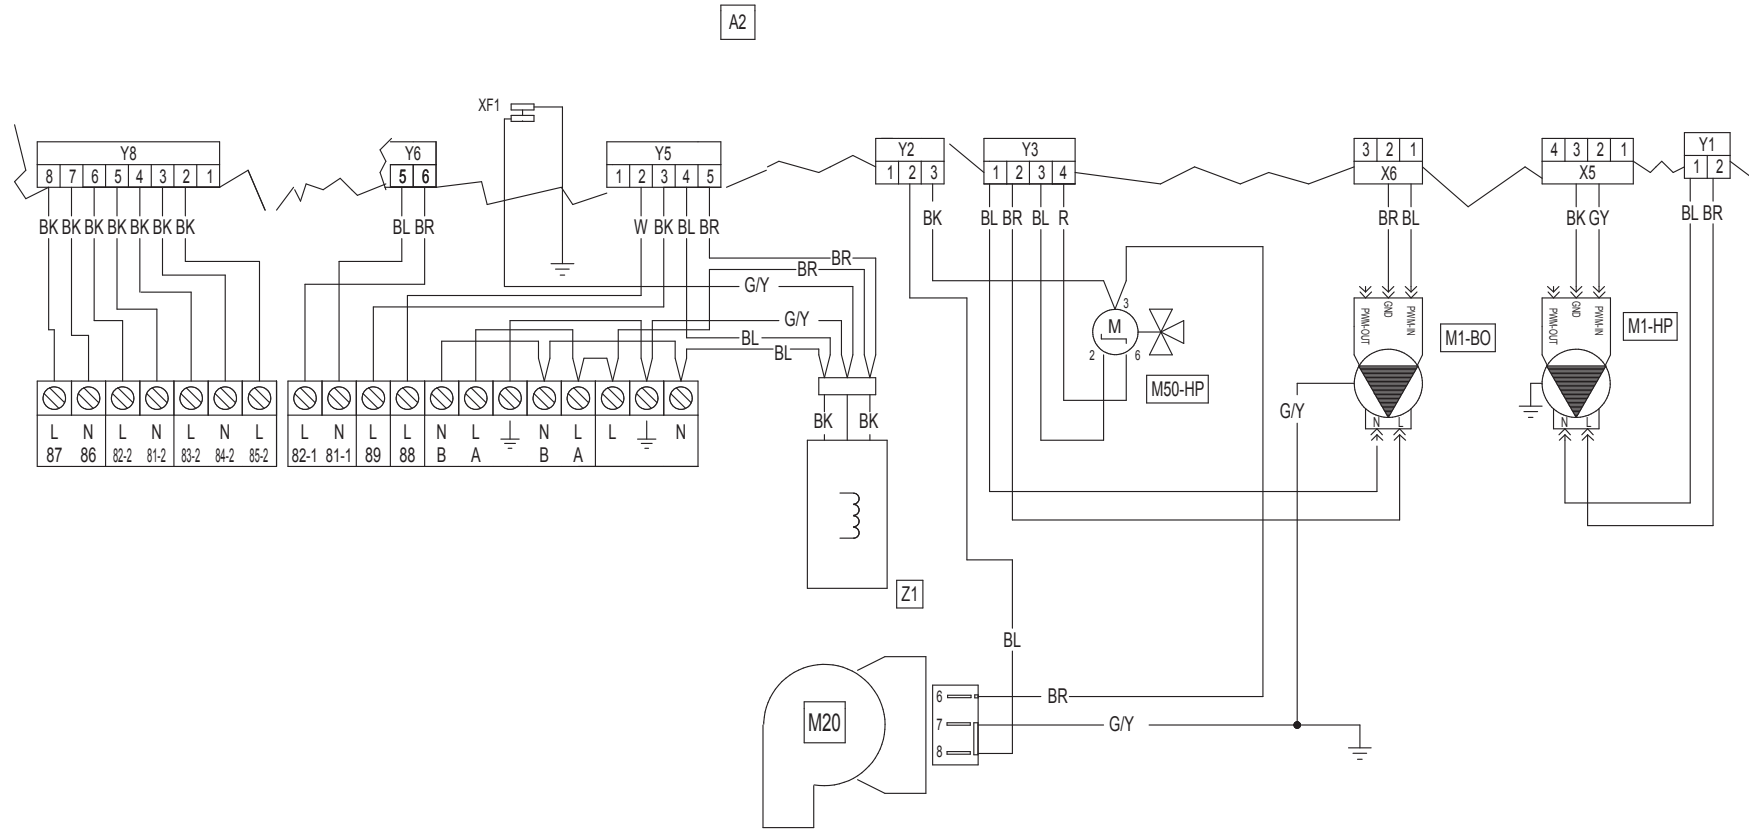 A2
XF1
Y8
8 7 6 5 4 3 2 1
Y6
5 6
Y5
1 2 3 4 5
Y2
1 2 3
Y3
1 2 3 4
3 2 1
X6
4 3 2 1
X5
Y1
1 2
BK BK BK BK BK BK BK
BL BR
W BK BL BR
BK
BL BR BL R
BR BL
BK GY
BL BR
BR
BR
G/Y
G/Y
BL
BL
3
M
2 6
M50-HP
PWM-OUT GND PWM-IN
M1-BO
N L
PWM-OUT GND PWM-IN
M1-HP
N L
G/Y
L N L N L N L
87 86 82-2 81-2 83-2 84-2 85-2
L N L L N L N L L N
82-1 81-1 89 88 B A B A
BK BK
Z1
BL
M20
6
7
8
BR
G/Y